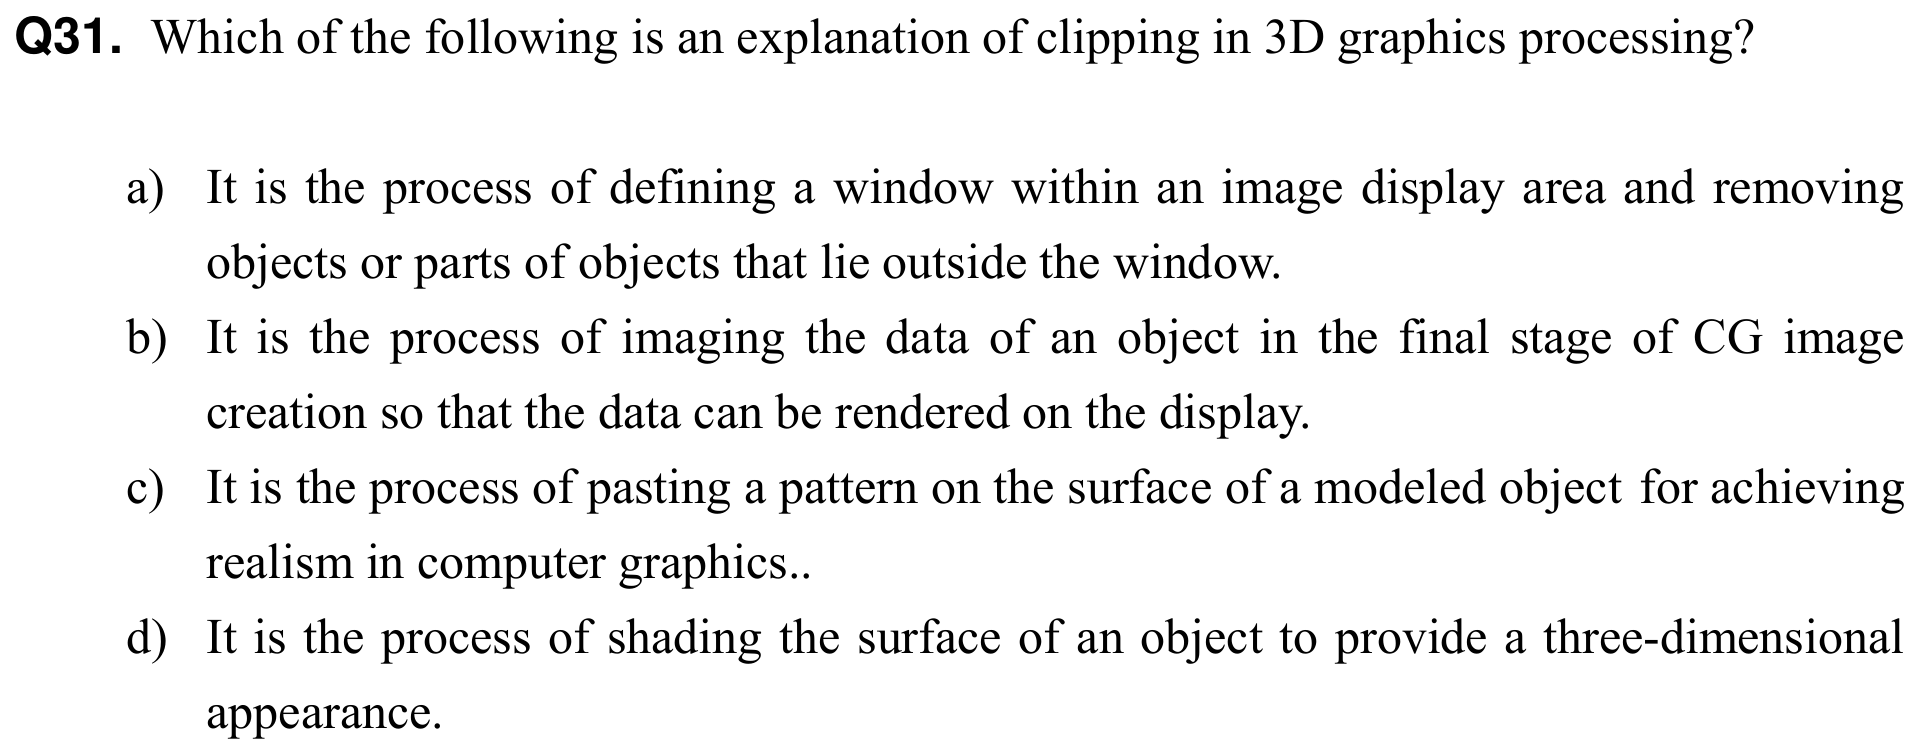 Q31. Which of the following is an explanation of clipping in 3D graphics processing?
a) It is the process of defining a window within an image display area and removing
objects or parts of objects that lie outside the window.
b) It is the process of imaging the data of an object in the final stage of CG image
creation so that the data can be rendered on the display.
c) It is the process of pasting a pattern on the surface of a modeled object for achieving
realism in computer graphics..
d) It is the process of shading the surface of an object to provide a three-dimensional
appearance.